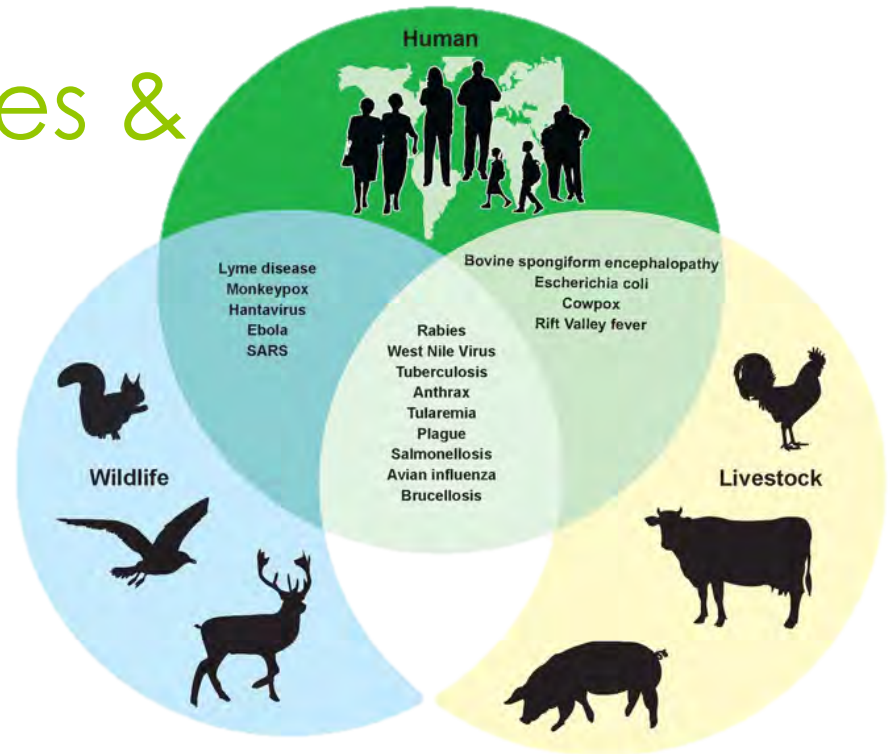 es &
Human
Lyme disease
Monkeypox
Hantavirus
Ebola
SARS
Bovine spongiform encephalopathy
Escherichia coli
Cowpox
Rift Valley fever
Rabies
West Nile Virus
Tuberculosis
Anthrax
Tularemia
Plague
Salmonellosis
Avian influenza
Brucellosis
Wildlife
Livestock